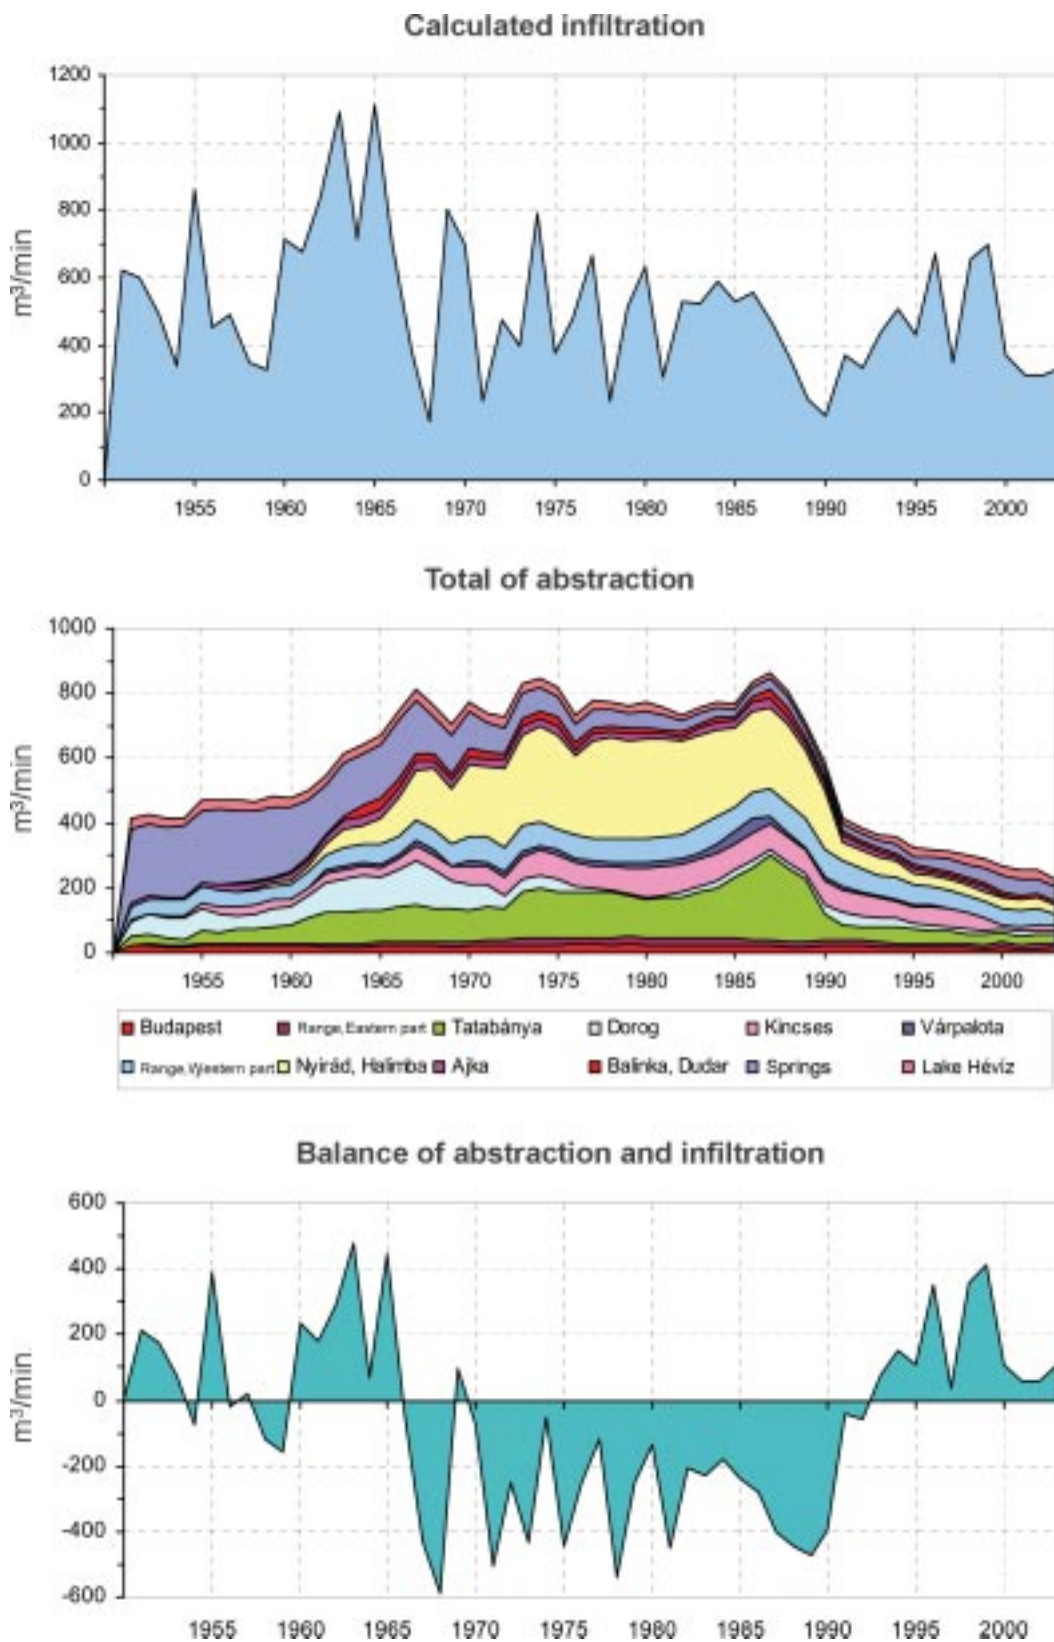 Calculated infiltration
m³/min
1200
1000
800
600
400
200
0
1955 1960 1965 1970 1975 1980 1985 1990 1995 2000
Total of abstraction
m³/min
1000
800
600
400
200
0
1955 1960 1965 1970 1975 1980 1985 1990 1995 2000
Budapest Range, Eastern part Tatabánya Dorog Kincses Várpalota
Range, Western part Nyirád, Halimba Ajka Balinka, Dudar Springs Lake Hévíz
Balance of abstraction and infiltration
m³/min
600
400
200
0
-200
-400
-600
1955 1960 1965 1970 1975 1980 1985 1990 1995 2000